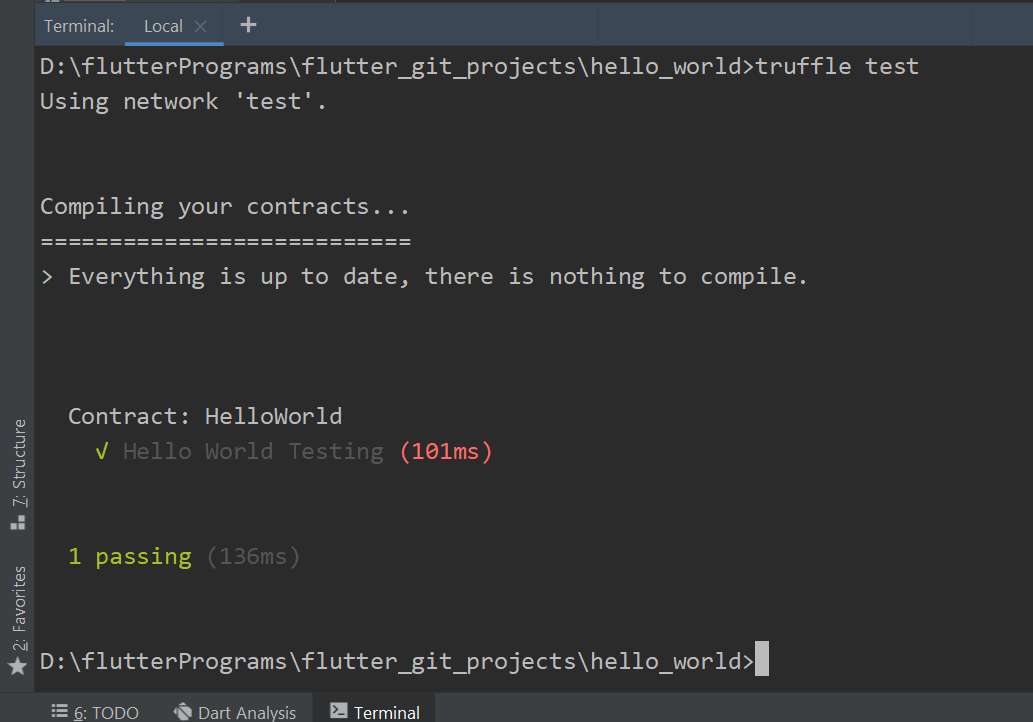 Terminal: Local × +
D:\flutterPrograms\flutter_git_projects\hello_world>truffle test
Using network 'test'.
Compiling your contracts...
===========================
> Everything is up to date, there is nothing to compile.
Contract: HelloWorld
√ Hello World Testing (101ms)
1 passing (136ms)
D:\flutterPrograms\flutter_git_projects\hello_world>
7: Structure
2: Favorites
6: TODO Dart Analysis Terminal